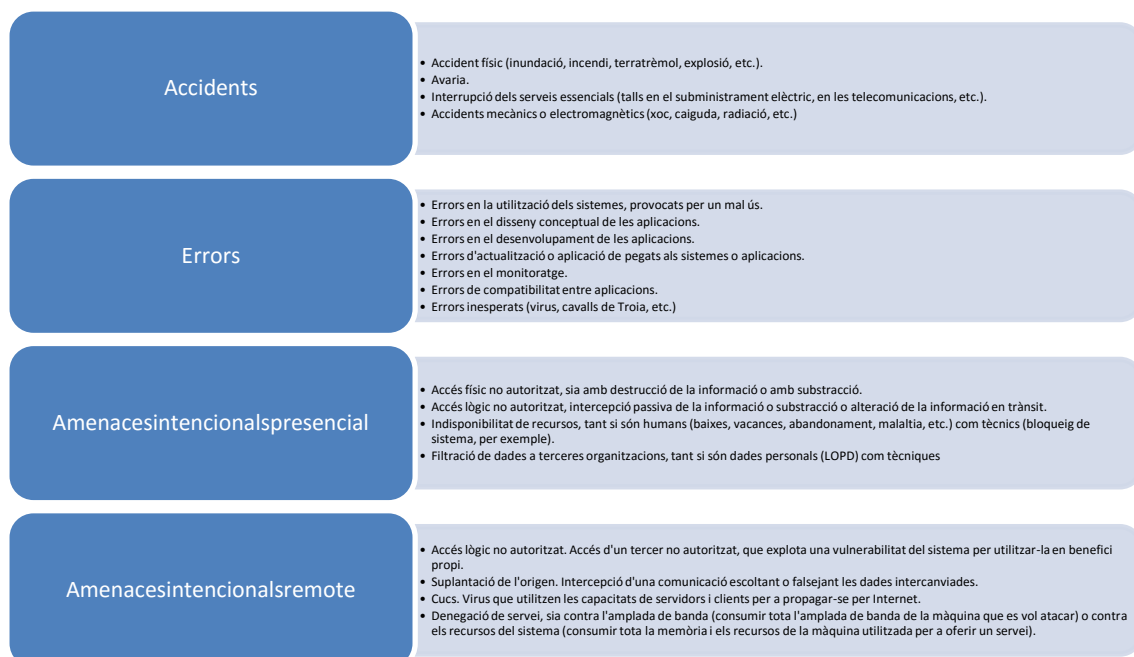 Accidents
• Accident físic (inundació, incendi, terratrèmol, explosió, etc.).
• Avaria.
• Interrupció dels serveis essencials (talls en el subministrament elèctric, en les telecomunicacions, etc.).
• Accidents mecànics o electromagnètics (xoc, caiguda, radiació, etc.)
Errors
• Errors en la utilització dels sistemes, provocats per un mal ús.
• Errors en el disseny conceptual de les aplicacions.
• Errors en el desenvolupament de les aplicacions.
• Errors d'actualització o aplicació de pegats als sistemes o aplicacions.
• Errors en el monitoratge.
• Errors de compatibilitat entre aplicacions.
• Errors inesperats (virus, cavalls de Troia, etc.)
Amenacesintencionalspresencial
• Accés físic no autoritzat, sia amb destrucció de la informació o amb substracció.
• Accés lògic no autoritzat, intercepció passiva de la informació o substracció o alteració de la informació en trànsit.
• Indisponibilitat de recursos, tant si són humans (baixes, vacances, abandonament, malaltia, etc.) com tècnics (bloqueig de
sistema, per exemple).
• Filtració de dades a terceres organitzacions, tant si són dades personals (LOPD) com tècniques
Amenacesintencionalsremote
• Accés lògic no autoritzat. Accés d'un tercer no autoritzat, que explota una vulnerabilitat del sistema per utilitzar-la en benefici
propi.
• Suplantació de l'origen. Intercepció d'una comunicació escoltant o falsejant les dades intercanviades.
• Cucs. Virus que utilitzen les capacitats de servidors i clients per a propagar-se per Internet.
• Denegació de servei, sia contra l'amplada de banda (consumir tota l'amplada de banda de la màquina que es vol atacar) o contra
els recursos del sistema (consumir tota la memòria i els recursos de la màquina utilitzada per a oferir un servei).